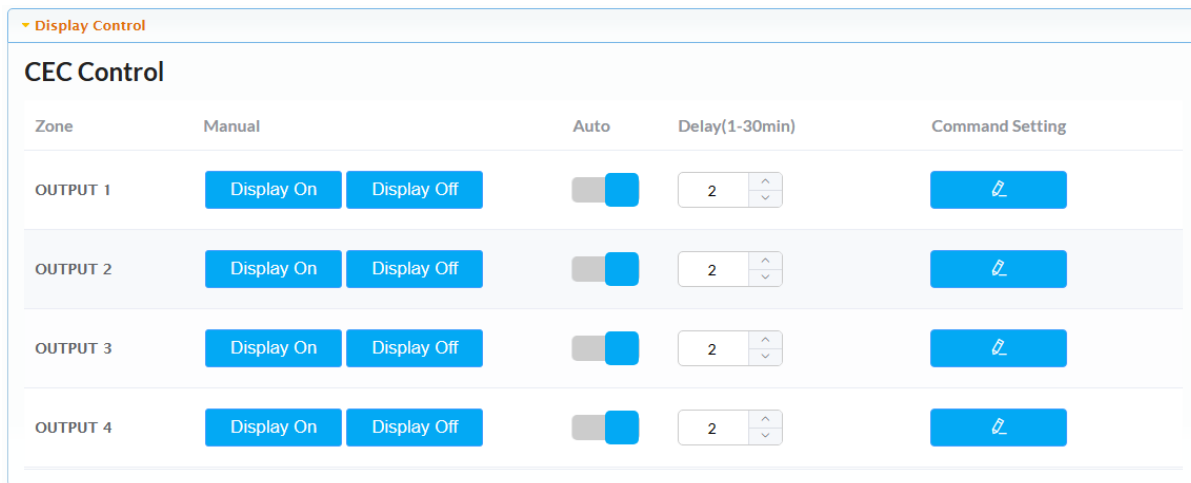 Display Control
CEC Control
Zone Manual Auto Delay(1-30min) Command Setting
OUTPUT 1 Display On Display Off 2
OUTPUT 2 Display On Display Off 2
OUTPUT 3 Display On Display Off 2
OUTPUT 4 Display On Display Off 2